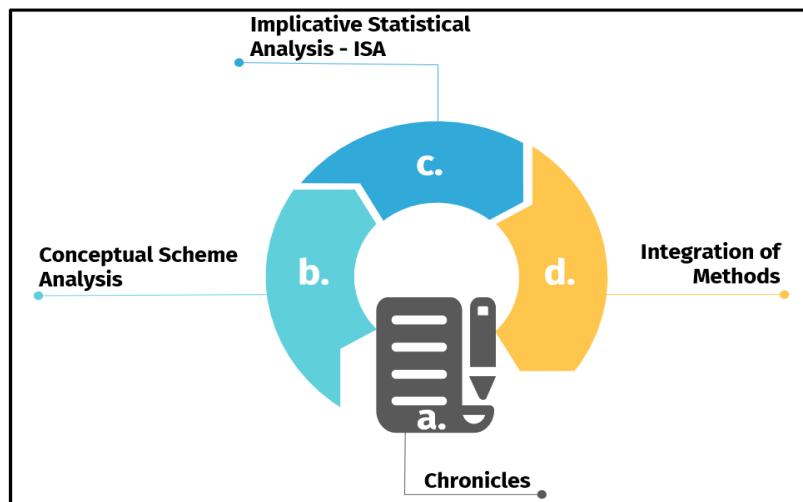 Implicative Statistical
Analysis - ISA
c.
Conceptual Scheme
Analysis
b.
d.
Integration of
Methods
a.
Chronicles